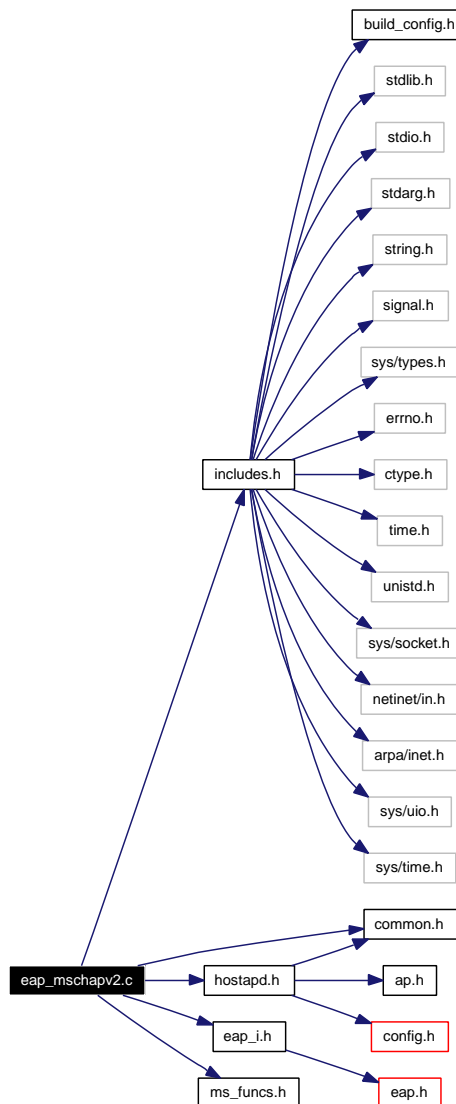 build_config.h
stdlib.h
stdio.h
stdarg.h
string.h
signal.h
sys/types.h
errno.h
includes.h
ctype.h
time.h
unistd.h
sys/socket.h
netinet/in.h
arpa/inet.h
sys/uio.h
sys/time.h
common.h
eap_mschapv2.c
hostapd.h
ap.h
eap_i.h
config.h
ms_funcs.h
eap.h